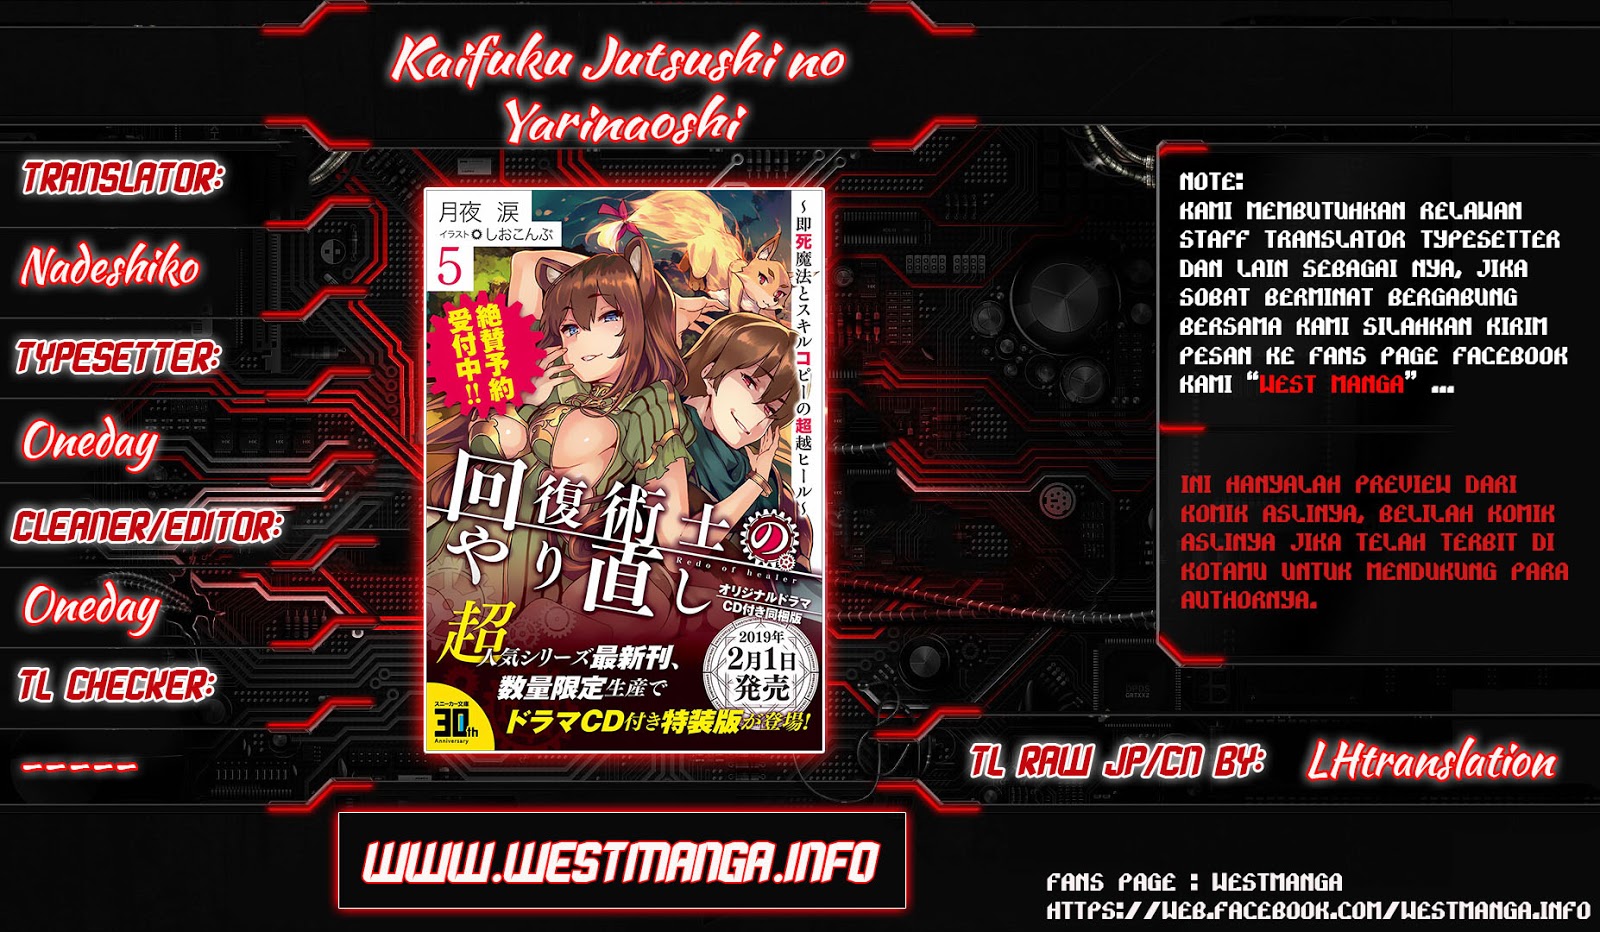 Kaifuku Jutsushi no
Yarinaoshi
TRANSLATOR:
Nadeshiko
TYPESETTER:
Oneday
CLEANER/EDITOR:
Oneday
TL CHECKER:
-----
月夜 涙
イラスト しおこんぶ
5
絶賛予約
受付中!!
～即死魔法とスキルコピーの超越ヒール～
回復術士の
やり直し
Redo of healer
オリジナルドラマ
CD付き同梱版
2019年
2月1日
発売
超人気シリーズ最新刊、
数量限定生産で
ドラマCD付き特装版が登場!
スニーカー文庫
30th
Anniversary
WWW.WESTMANGA.INFO
NOTE:
KAMI MEMBUTUHKAN RELAWAN
STAFF TRANSLATOR TYPESETTER
DAN LAIN SEBAGAI NYA, JIKA
SOBAT BERMINAT BERGABUNG
BERSAMA KAMI SILAHKAN KIRIM
PESAN KE FANS PAGE FACEBOOK
KAMI “WEST MANGA” ...
INI HANYALAH PREVIEW DARI
KOMIK ASLINYA, BELILAH KOMIK
ASLINYA JIKA TELAH TERBIT DI
KOTAMU UNTUK MENDUKUNG PARA
AUTHORNYA.
TL RAW JP/CN BY: LHtranslation
FANS PAGE : WESTMANGA
HTTPS://WEB.FACEBOOK.COM/WESTMANGA.INFO